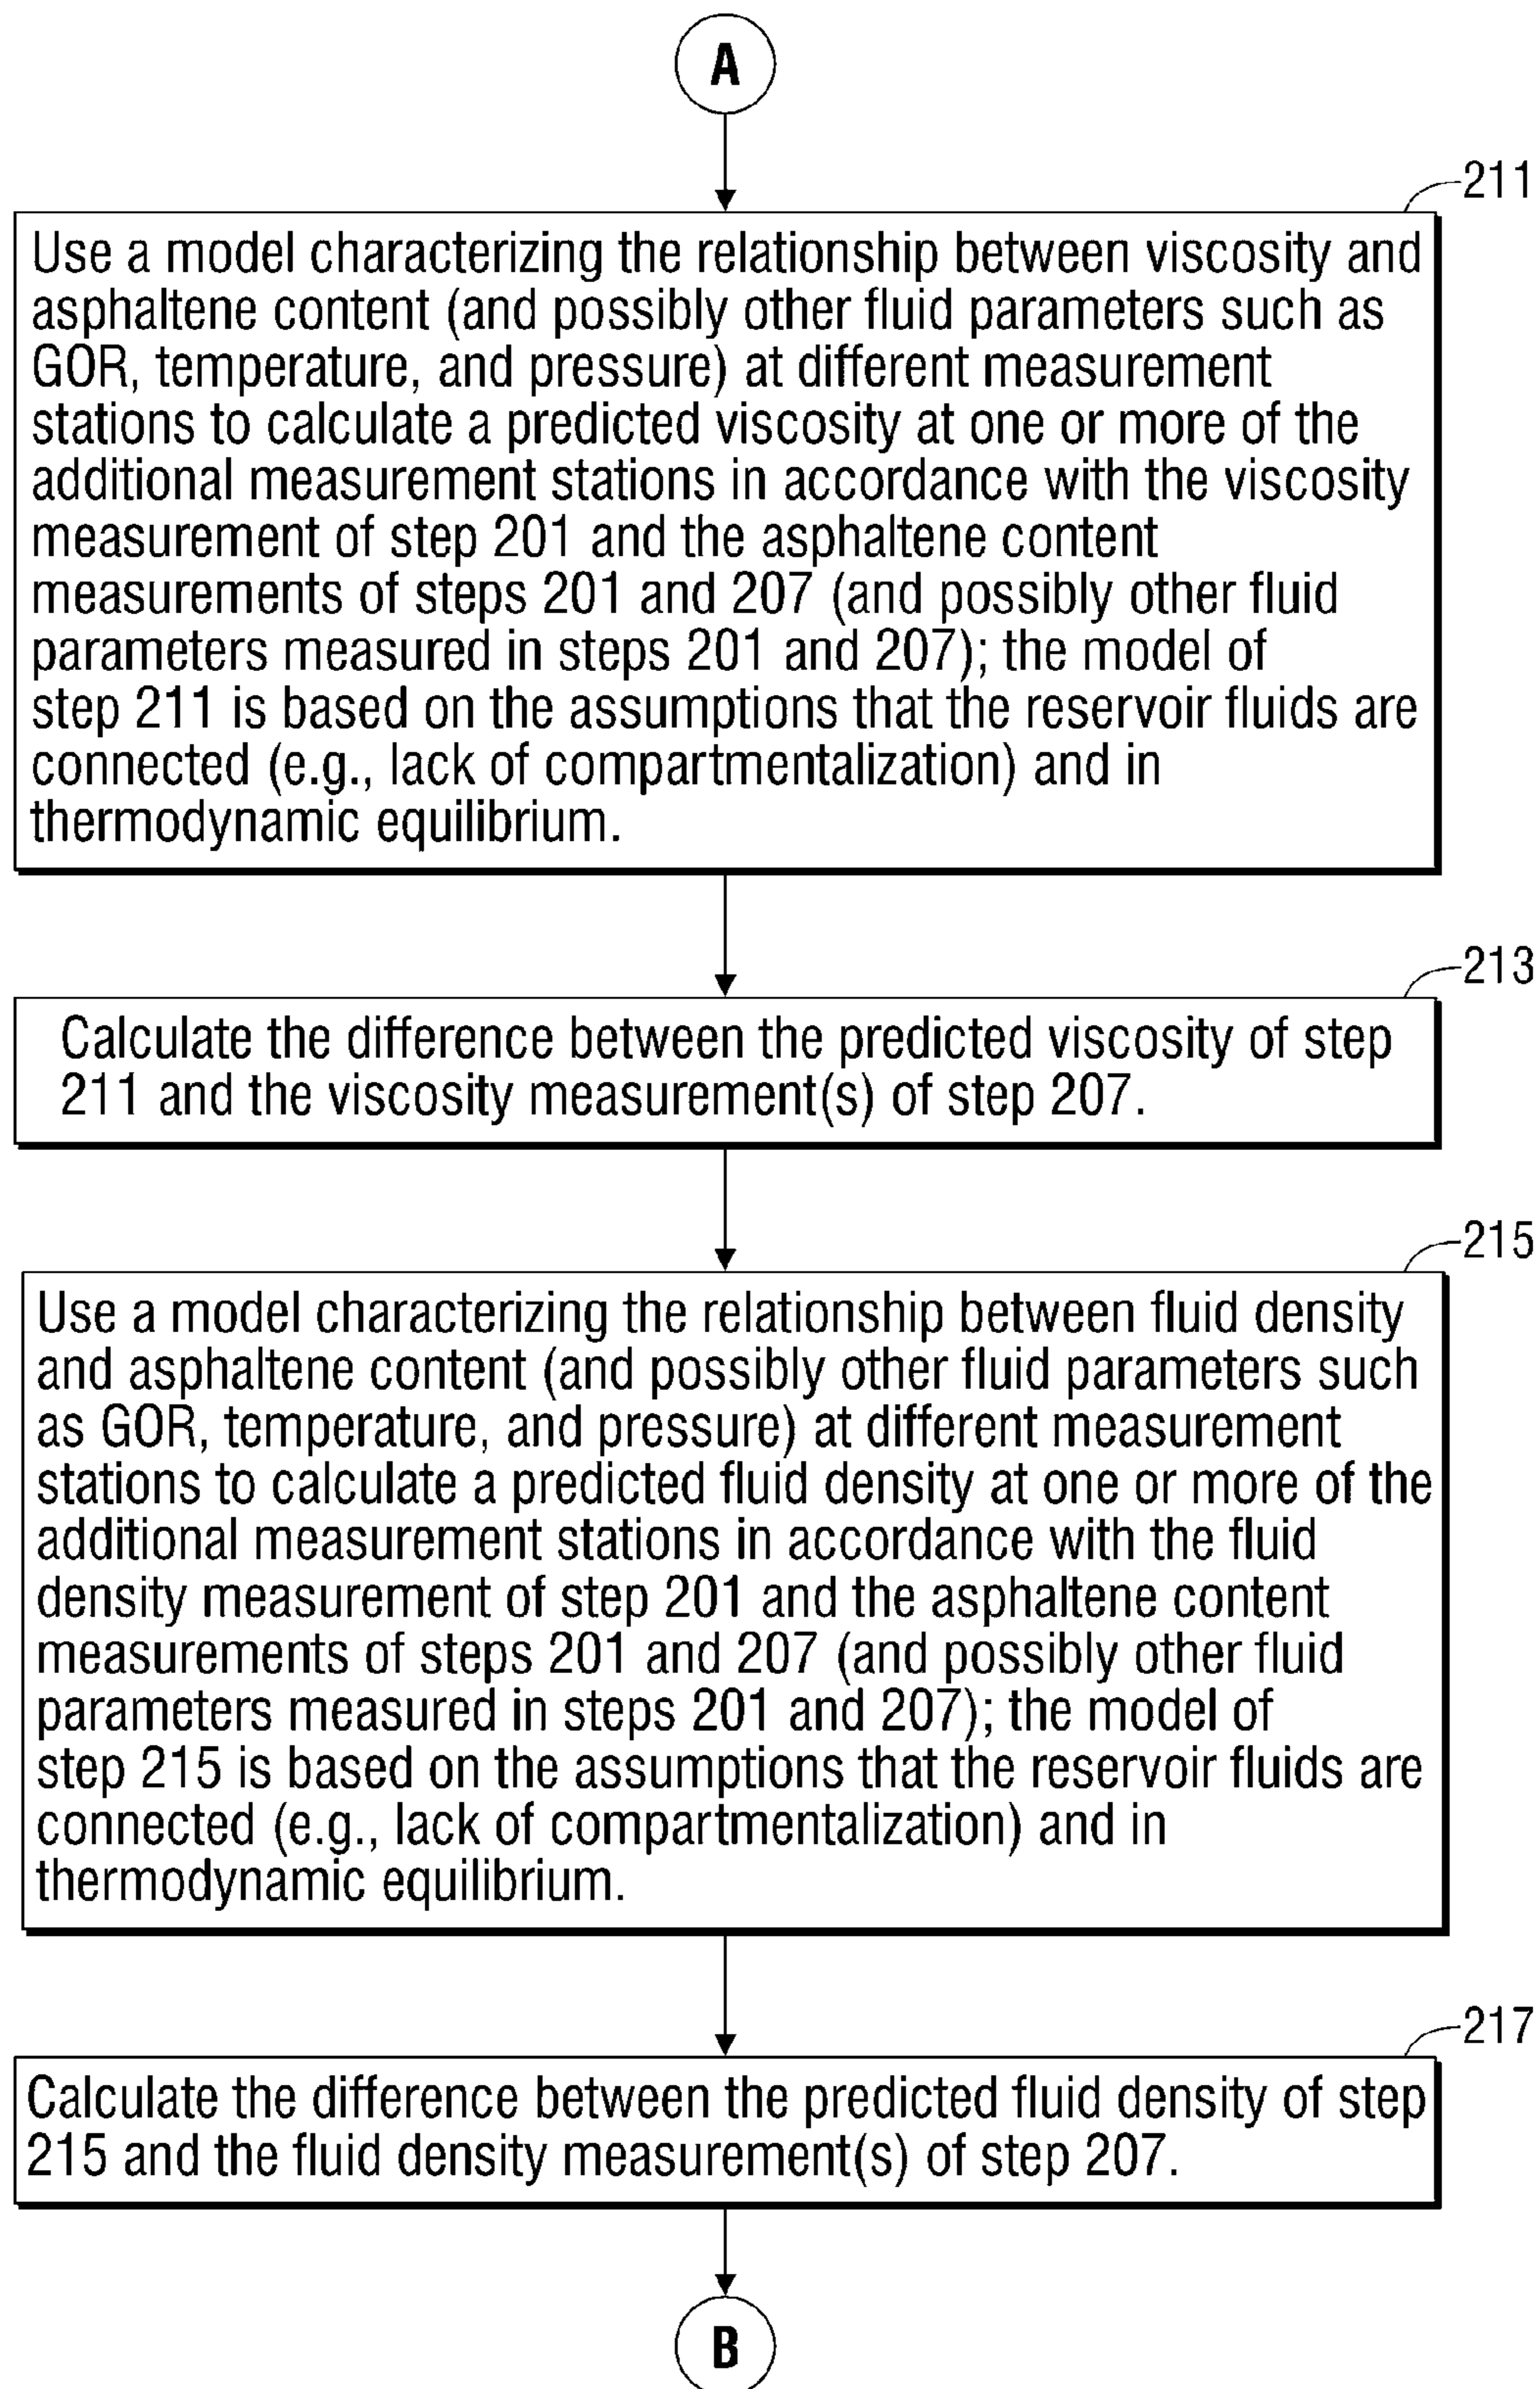 A
211
Use a model characterizing the relationship between viscosity and
asphaltene content (and possibly other fluid parameters such as
GOR, temperature, and pressure) at different measurement
stations to calculate a predicted viscosity at one or more of the
additional measurement stations in accordance with the viscosity
measurement of step 201 and the asphaltene content
measurements of steps 201 and 207 (and possibly other fluid
parameters measured in steps 201 and 207); the model of
step 211 is based on the assumptions that the reservoir fluids are
connected (e.g., lack of compartmentalization) and in
thermodynamic equilibrium.
213
Calculate the difference between the predicted viscosity of step
211 and the viscosity measurement(s) of step 207.
215
Use a model characterizing the relationship between fluid density
and asphaltene content (and possibly other fluid parameters such
as GOR, temperature, and pressure) at different measurement
stations to calculate a predicted fluid density at one or more of the
additional measurement stations in accordance with the fluid
density measurement of step 201 and the asphaltene content
measurements of steps 201 and 207 (and possibly other fluid
parameters measured in steps 201 and 207); the model of
step 215 is based on the assumptions that the reservoir fluids are
connected (e.g., lack of compartmentalization) and in
thermodynamic equilibrium.
217
Calculate the difference between the predicted fluid density of step
215 and the fluid density measurement(s) of step 207.
B